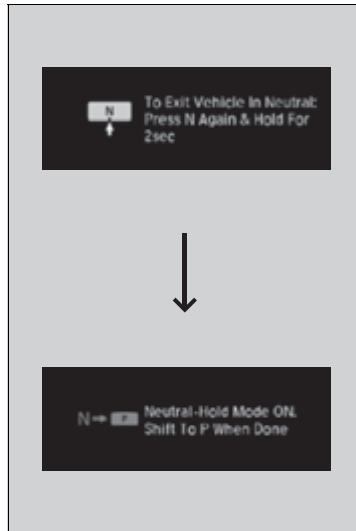 N
To Exit Vehicle In Neutral:
Press N Again & Hold For
2sec
N→ P Neutral-Hold Mode ON.
Shift To P When Done